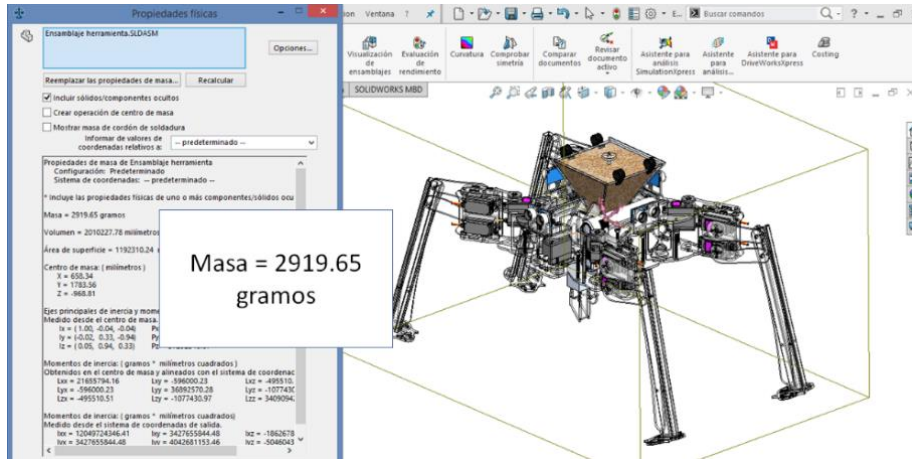 Propiedades físicas
Ensamblaje herramienta.SLDASM
Opciones...
Reemplazar las propiedades de masa...
Recalcular
Incluir sólidos/componentes ocultos
Crear operación de centro de masa
Mostrar masa de cordón de soldadura
Informar de valores de
coordenadas relativos a:
-- predeterminado --
Propiedades de masa de Ensamblaje herramienta
Configuración: Predeterminado
Sistema de coordenadas: -- predeterminado --
* Incluye las propiedades físicas de uno o más componentes/sólidos ocu
Masa = 2919.65 gramos
Volumen = 2010227.78 milímetros
Área de superficie = 1192310.24
Centro de masa: ( milímetros )
X = 658.34
Y = 1783.56
Z = -968.81
Ejes principales de inercia y mome
Medido desde el centro de masa.
Ix = ( 1.00, -0.04, -0.04)
Iy = (-0.02, 0.33, -0.94)
Iz = ( 0.05, 0.94, 0.33)
Momentos de inercia: ( gramos * milímetros cuadrados )
Obtenidos en el centro de masa y alineados con el sistema de coordenac
Lxx = 21655794.16 Lxy = -596000.23 Lxz = -495510.
Lyx = -596000.23 Lyy = 36892570.28 Lyz = -107743C
Lzx = -495510.51 Lzy = -1077430.97 Lzz = 3409094.
Momentos de inercia: ( gramos * milímetros cuadrados)
Medido desde el sistema de coordenadas de salida.
Ixx = 12049724346.41 Ixy = 3427655844.48 Ixz = -1862678
Iyx = 3427655844.48 Iyy = 4042681153.46 Iyz = -5046043
Masa = 2919.65
gramos
ion Ventana ?
Buscar comandos
Visualización
de
ensamblajes
Evaluación
de
rendimiento
Curvatura
Comprobar
simetría
Comparar
documentos
Revisar
documento
activo
Asistente para
análisis
SimulationXpress
Asistente
para
análisis...
Asistente para
DriveWorksXpress
Costing
SOLIDWORKS MBD